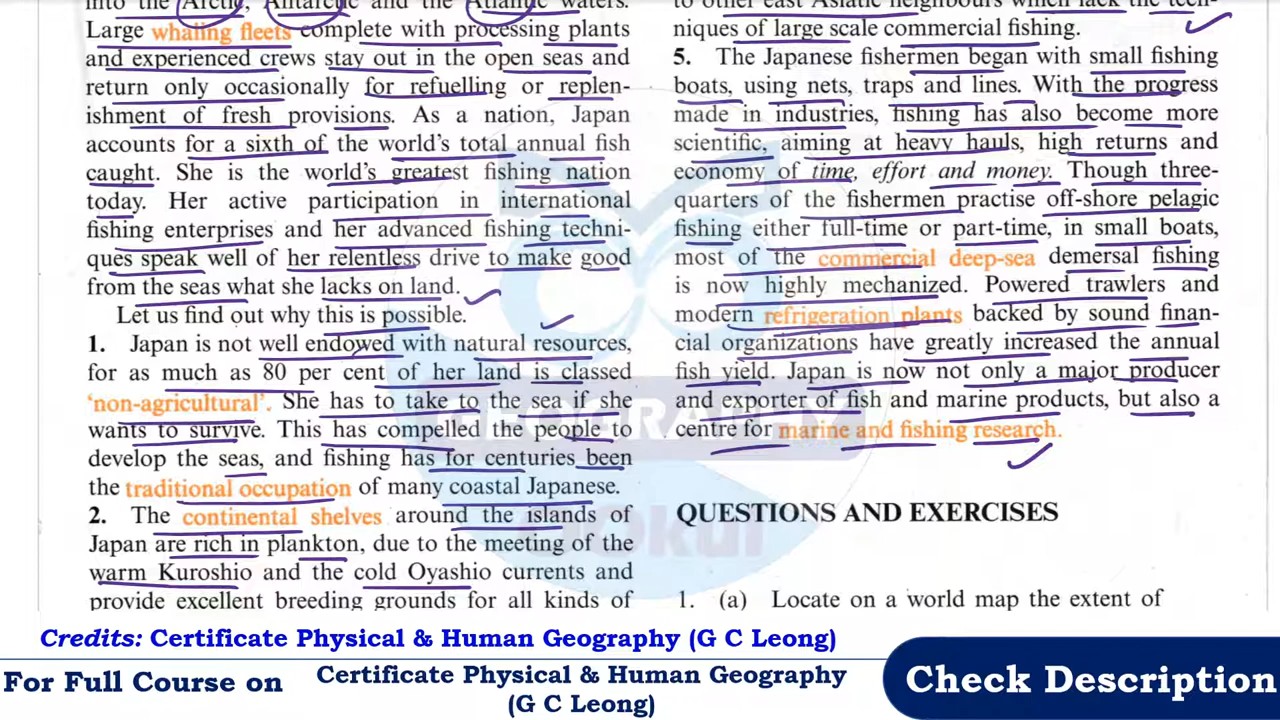 into the Arctic, Antarctic and the Atlantic waters.
Large whaling fleets complete with processing plants
and experienced crews stay out in the open seas and
return only occasionally for refuelling or replen-
ishment of fresh provisions. As a nation, Japan
accounts for a sixth of the world's total annual fish
caught. She is the world's greatest fishing nation
today. Her active participation in international
fishing enterprises and her advanced fishing techni-
ques speak well of her relentless drive to make good
from the seas what she lacks on land.
Let us find out why this is possible.
1. Japan is not well endowed with natural resources,
for as much as 80 per cent of her land is classed
'non-agricultural'. She has to take to the sea if she
wants to survive. This has compelled the people to
develop the seas, and fishing has for centuries been
the traditional occupation of many coastal Japanese.
2. The continental shelves around the islands of
Japan are rich in plankton, due to the meeting of the
warm Kuroshio and the cold Oyashio currents and
provide excellent breeding grounds for all kinds of
to other east Asiatic neighbours which lack the tech-
niques of large scale commercial fishing.
5. The Japanese fishermen began with small fishing
boats, using nets, traps and lines. With the progress
made in industries, fishing has also become more
scientific, aiming at heavy hauls, high returns and
economy of time, effort and money. Though three-
quarters of the fishermen practise off-shore pelagic
fishing either full-time or part-time, in small boats,
most of the commercial deep-sea demersal fishing
is now highly mechanized. Powered trawlers and
modern refrigeration plants backed by sound finan-
cial organizations have greatly increased the annual
fish yield. Japan is now not only a major producer
and exporter of fish and marine products, but also a
centre for marine and fishing research.
QUESTIONS AND EXERCISES
1. (a) Locate on a world map the extent of
GEOGRAPHY
Gokul
Credits: Certificate Physical & Human Geography (G C Leong)
For Full Course on
Certificate Physical & Human Geography
(G C Leong)
Check Description